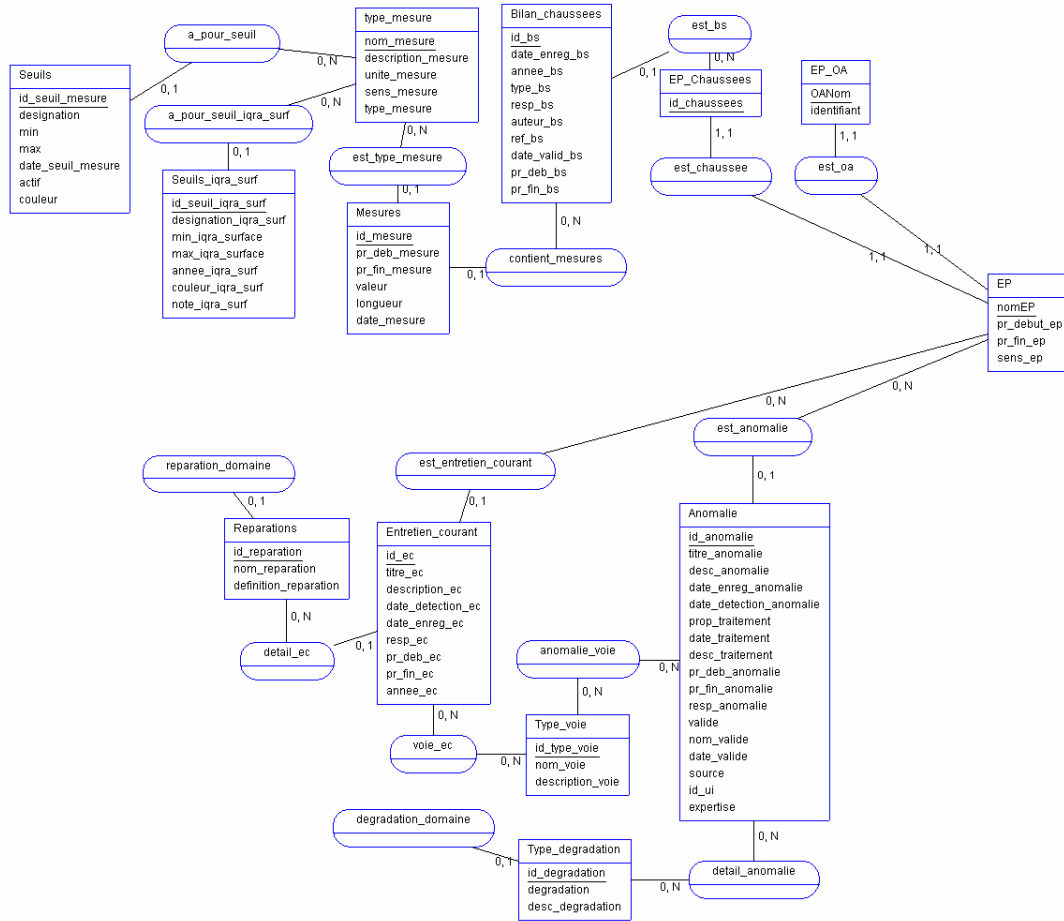 a_pour_seuil
0, N
0, 1
type_mesure
nom_mesure
description_mesure
unite_mesure
sens_mesure
type_mesure
Bilan_chaussees
id_bs
date_enreg_bs
annee_bs
type_bs
resp_bs
auteur_bs
ref_bs
date_valid_bs
pr_deb_bs
pr_fin_bs
est_bs
0, 1
0, N
EP_Chaussees
id_chaussees
1, 1
EP_OA
OANom
identifiant
1, 1
Seuils
id_seuil_mesure
designation
min
max
date_seuil_mesure
actif
couleur
0, N
a_pour_seuil_iqra_surf
0, 1
0, N
est_type_mesure
0, 1
est_chaussee
1, 1
est_oa
1, 1
Seuils_iqra_surf
id_seuil_iqra_surf
designation_iqra_surf
min_iqra_surface
max_iqra_surface
annee_iqra_surf
couleur_iqra_surf
note_iqra_surf
Mesures
id_mesure
pr_deb_mesure
pr_fin_mesure
valeur
longueur
date_mesure
0, N
contient_mesures
0, 1
EP
nomEP
pr_debut_ep
pr_fin_ep
sens_ep
0, N
0, N
est_anomalie
0, 1
reparation_domaine
0, 1
est_entretien_courant
0, 1
Reparations
id_reparation
nom_reparation
definition_reparation
0, N
detail_ec
0, 1
Entretien_courant
id_ec
titre_ec
description_ec
date_detection_ec
date_enreg_ec
resp_ec
pr_deb_ec
pr_fin_ec
annee_ec
0, N
voie_ec
0, N
anomalie_voie
0, N
0, N
Type_voie
id_type_voie
nom_voie
description_voie
Anomalie
id_anomalie
titre_anomalie
desc_anomalie
date_enreg_anomalie
date_detection_anomalie
prop_traitement
date_traitement
desc_traitement
pr_deb_anomalie
pr_fin_anomalie
resp_anomalie
valide
nom_valide
date_valide
source
id_ui
expertise
0, N
degradation_domaine
0, 1
Type_degradation
id_degradation
degradation
desc_degradation
0, N
detail_anomalie